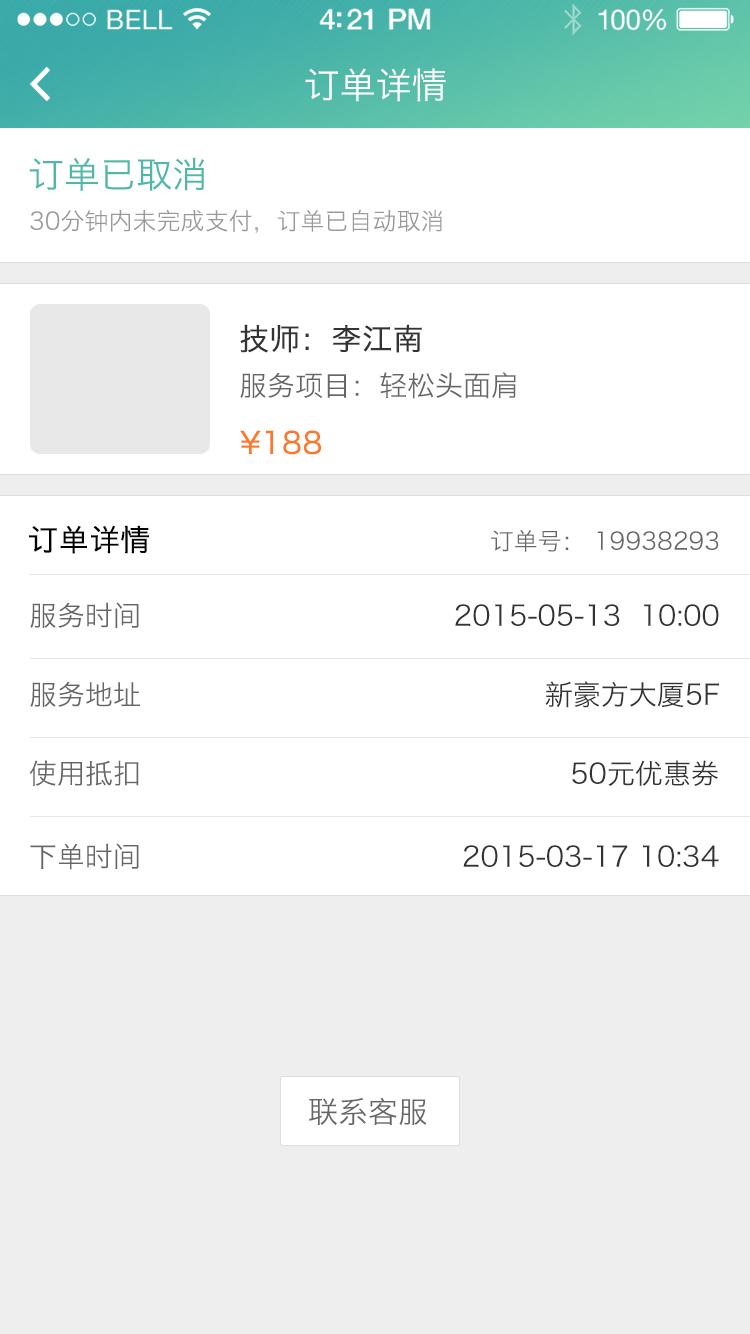 BELL 4:21 PM 100%
订单详情
订单已取消
30分钟内未完成支付，订单已自动取消
技师：李江南
服务项目：轻松头面肩
¥188
订单详情 订单号： 19938293
服务时间 2015-05-13 10:00
服务地址 新豪方大厦5F
使用抵扣 50元优惠券
下单时间 2015-03-17 10:34
联系客服